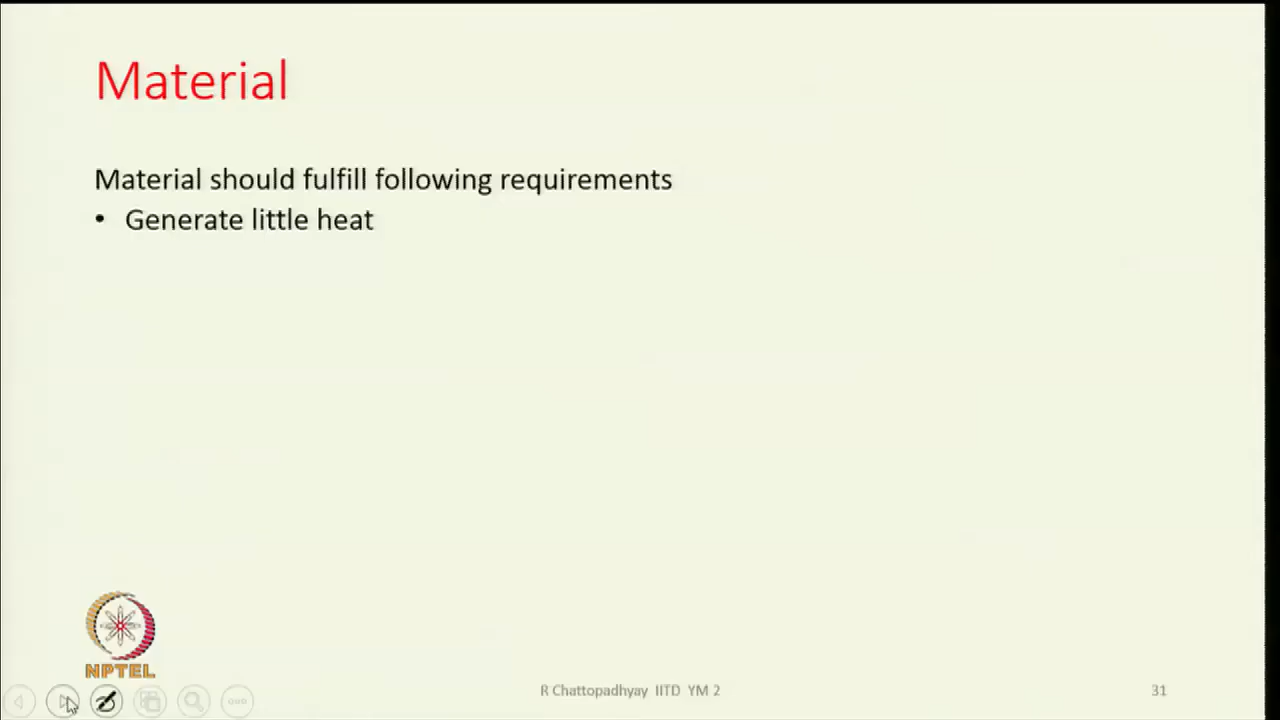 Material
Material should fulfill following requirements
• Generate little heat
NPTEL
R Chattopadhyay IITD YM 2
31